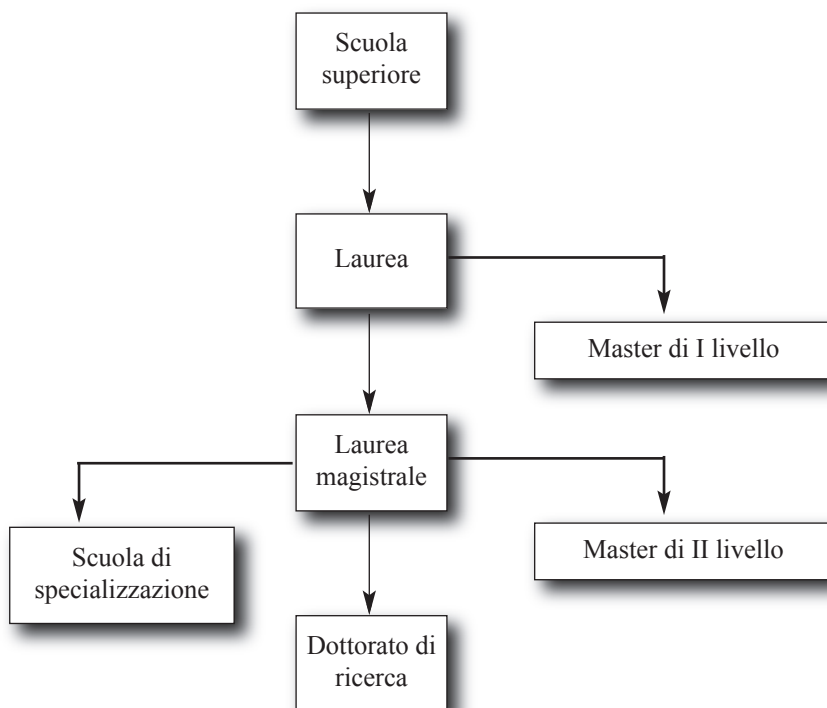 Scuola
superiore
Laurea
Master di I livello
Laurea
magistrale
Scuola di
specializzazione
Master di II livello
Dottorato di
ricerca